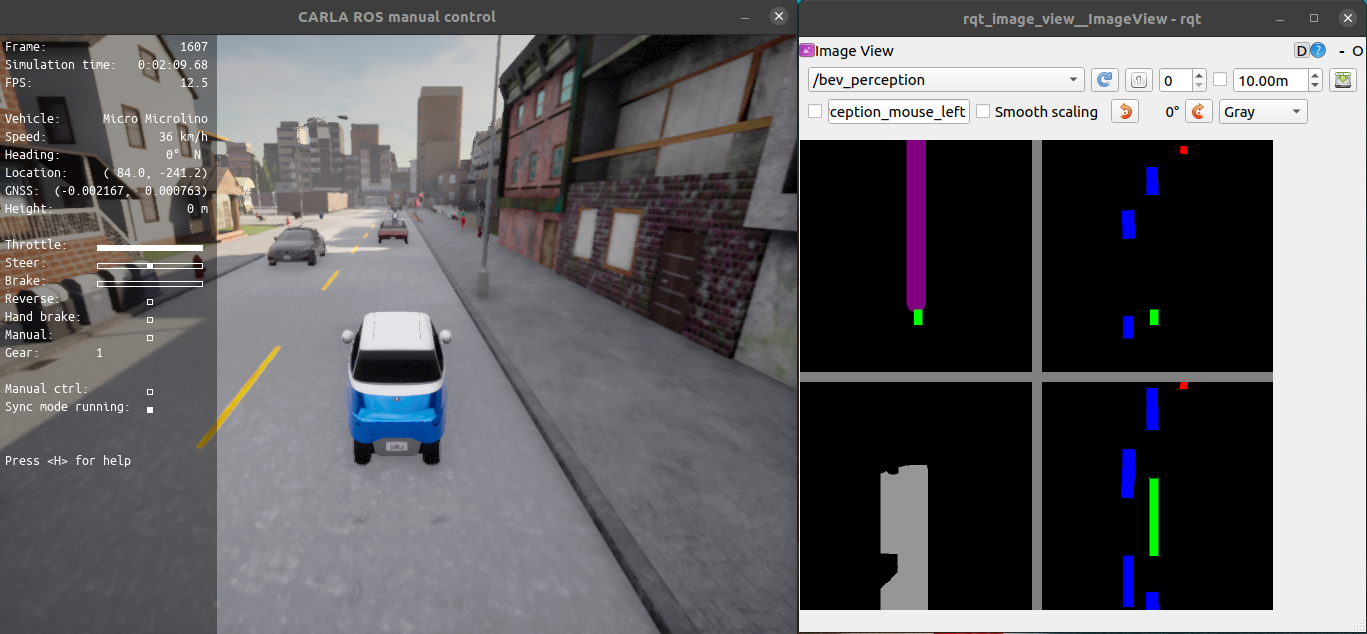 CARLA ROS manual control
Frame: 1607
Simulation time: 0:02:09.68
FPS: 12.5
Vehicle: Micro Microlino
Speed: 36 km/h
Heading: 0° N
Location: ( 84.0, -241.2)
GNSS: (-0.002167, 0.000763)
Height: 0 m
Throttle:
Steer:
Brake:
Reverse:
Hand brake:
Manual:
Gear: 1
Manual ctrl:
Sync mode running:
Press <H> for help
rqt_image_view__ImageView - rqt
Image View
D
- O
/bev_perception
0
10.00m
ception_mouse_left
Smooth scaling
0°
Gray